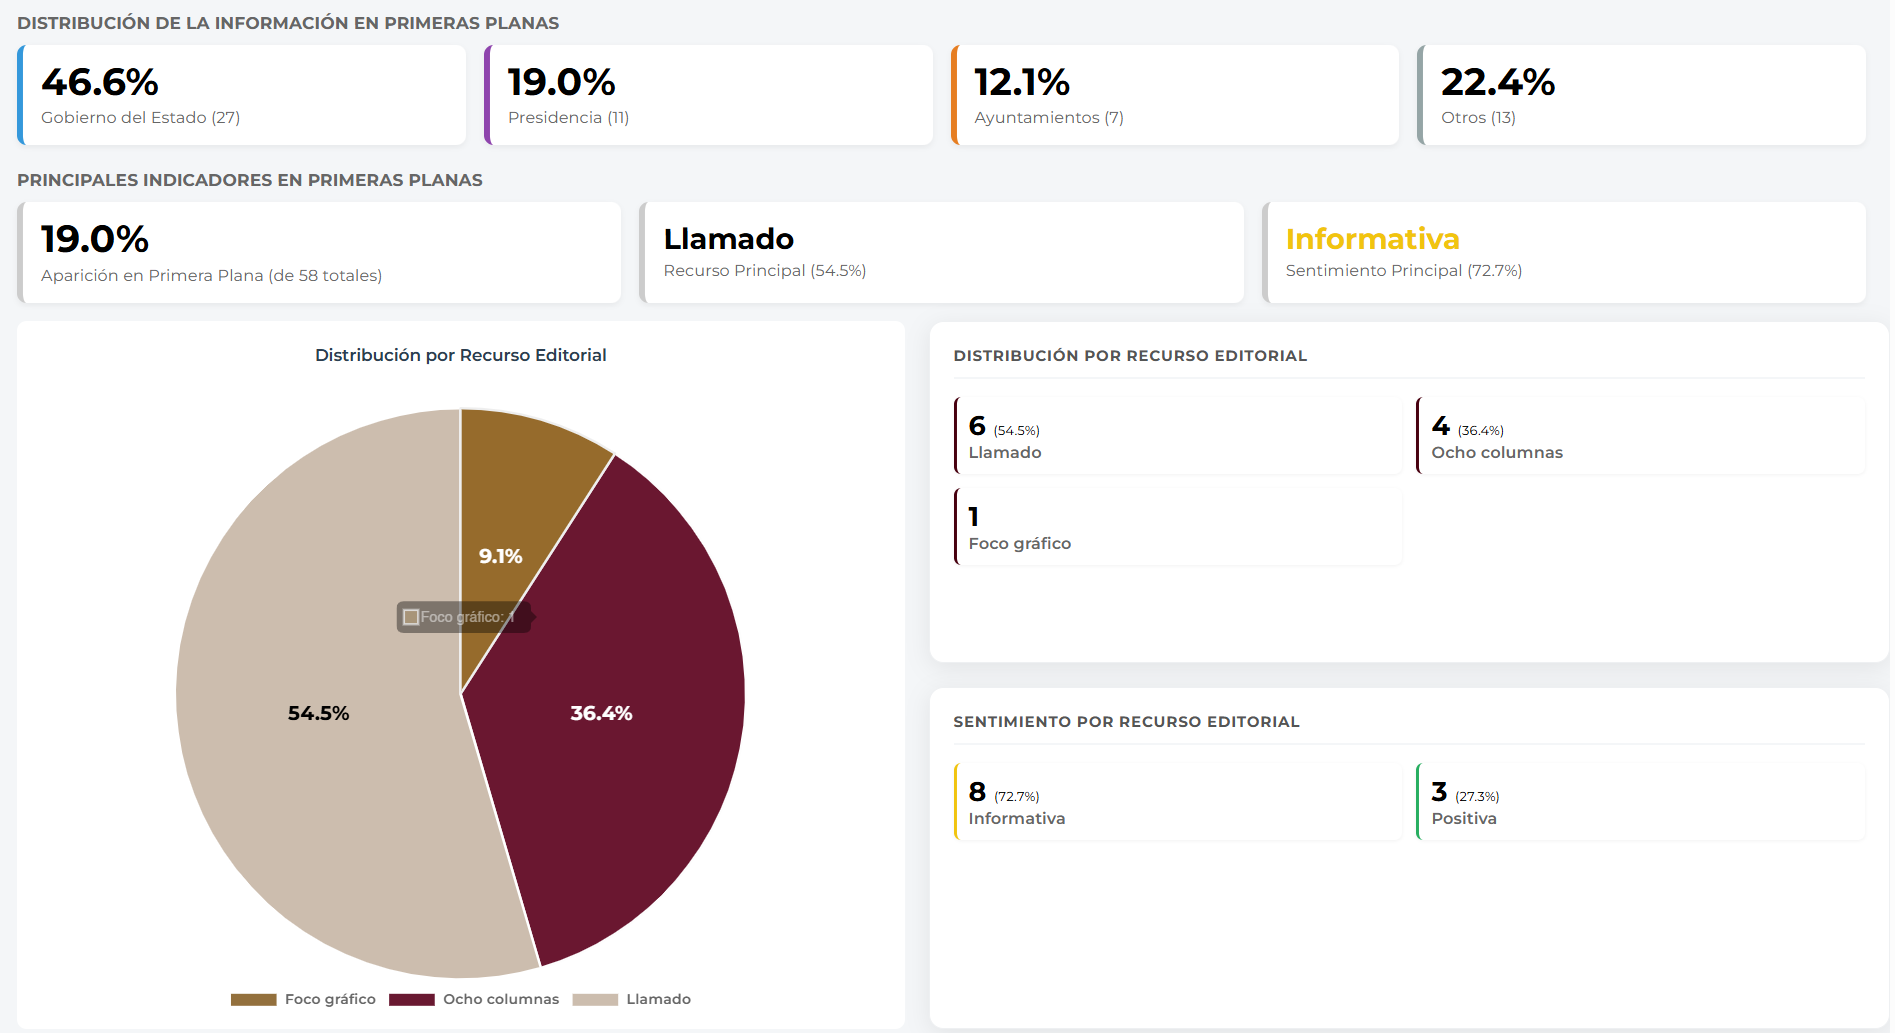 DISTRIBUCIÓN DE LA INFORMACIÓN EN PRIMERAS PLANAS
46.6%
Gobierno del Estado (27)
19.0%
Presidencia (11)
12.1%
Ayuntamientos (7)
22.4%
Otros (13)
PRINCIPALES INDICADORES EN PRIMERAS PLANAS
19.0%
Aparición en Primera Plana (de 58 totales)
Llamado
Recurso Principal (54.5%)
Informativa
Sentimiento Principal (72.7%)
Distribución por Recurso Editorial
9.1%
Foco gráfico: 1
54.5%
36.4%
Foco gráfico
Ocho columnas
Llamado
DISTRIBUCIÓN POR RECURSO EDITORIAL
6 (54.5%)
Llamado
4 (36.4%)
Ocho columnas
1
Foco gráfico
SENTIMIENTO POR RECURSO EDITORIAL
8 (72.7%)
Informativa
3 (27.3%)
Positiva